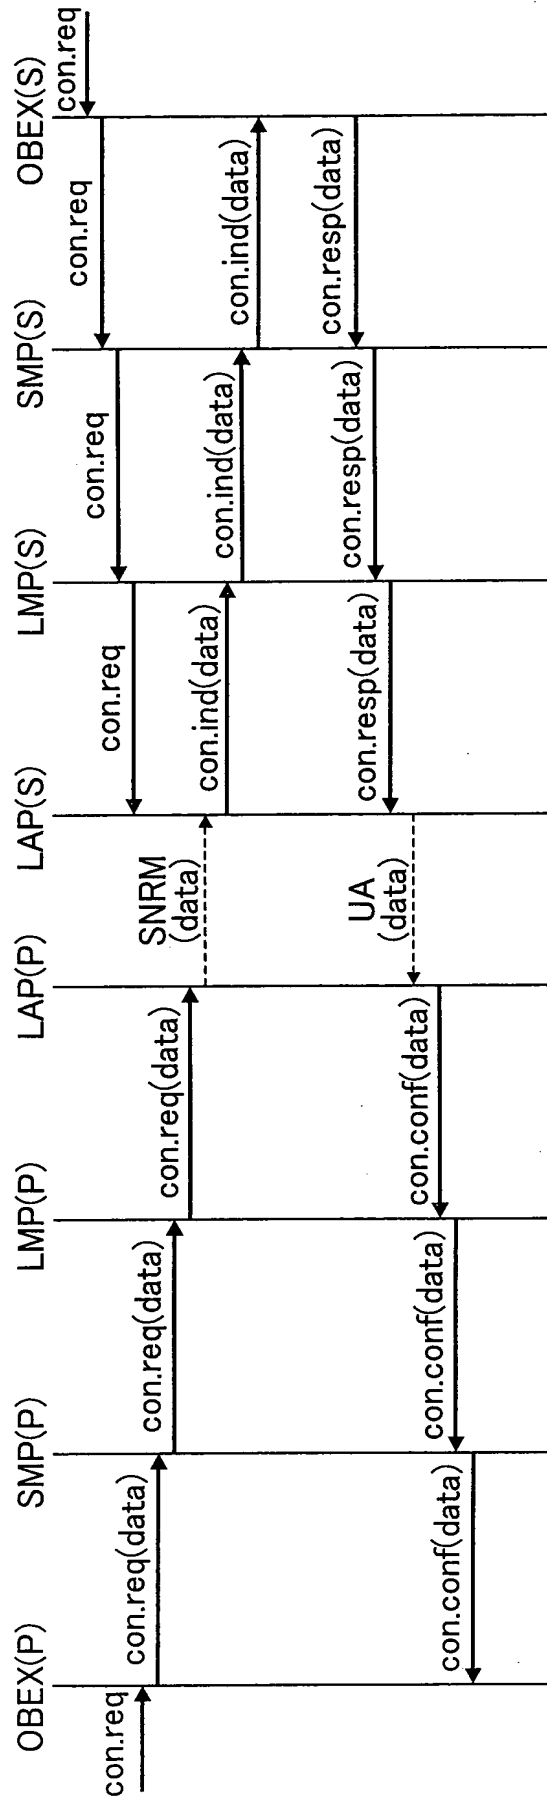 OBEX(P)
SMP(P)
LMP(P)
LAP(P)
LAP(S)
LMP(S)
SMP(S)
OBEX(S)
con.req
con.req
con.req
con.req
con.req
con.req(data)
con.req(data)
con.req(data)
SNRM
(data)
con.ind(data)
con.ind(data)
con.ind(data)
con.resp(data)
con.resp(data)
con.resp(data)
UA
(data)
con.conf(data)
con.conf(data)
con.conf(data)